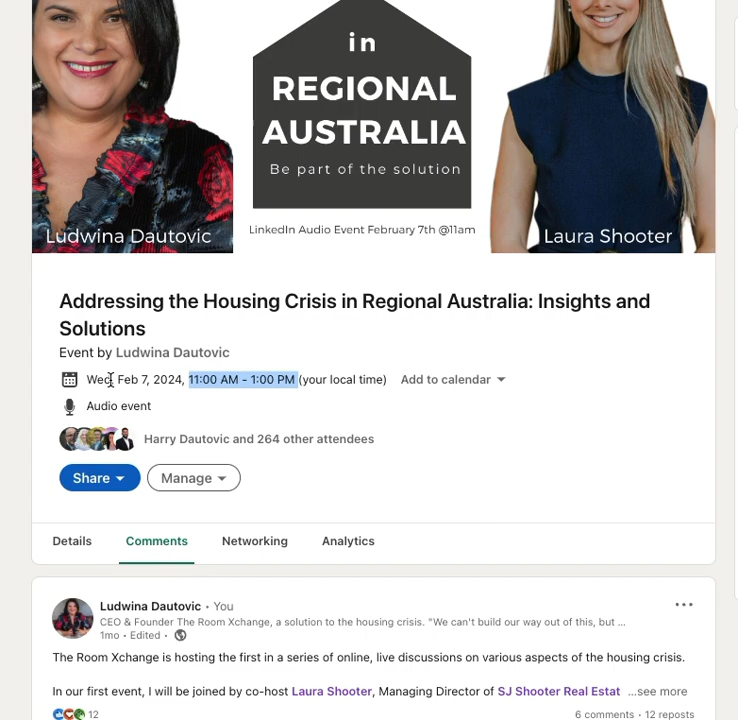 in
REGIONAL
AUSTRALIA
Be part of the solution
Ludwina Dautovic
LinkedIn Audio Event February 7th @11am
Laura Shooter
Addressing the Housing Crisis in Regional Australia: Insights and
Solutions
Event by Ludwina Dautovic
Wed, Feb 7, 2024, 11:00 AM - 1:00 PM (your local time) Add to calendar
Audio event
Harry Dautovic and 264 other attendees
Share
Manage
Details Comments Networking Analytics
Ludwina Dautovic • You
CEO & Founder The Room Xchange, a solution to the housing crisis. "We can't build our way out of this, but ...
1mo • Edited •
The Room Xchange is hosting the first in a series of online, live discussions on various aspects of the housing crisis.
In our first event, I will be joined by co-host Laura Shooter, Managing Director of SJ Shooter Real Estat ...see more
12
6 comments • 12 reposts